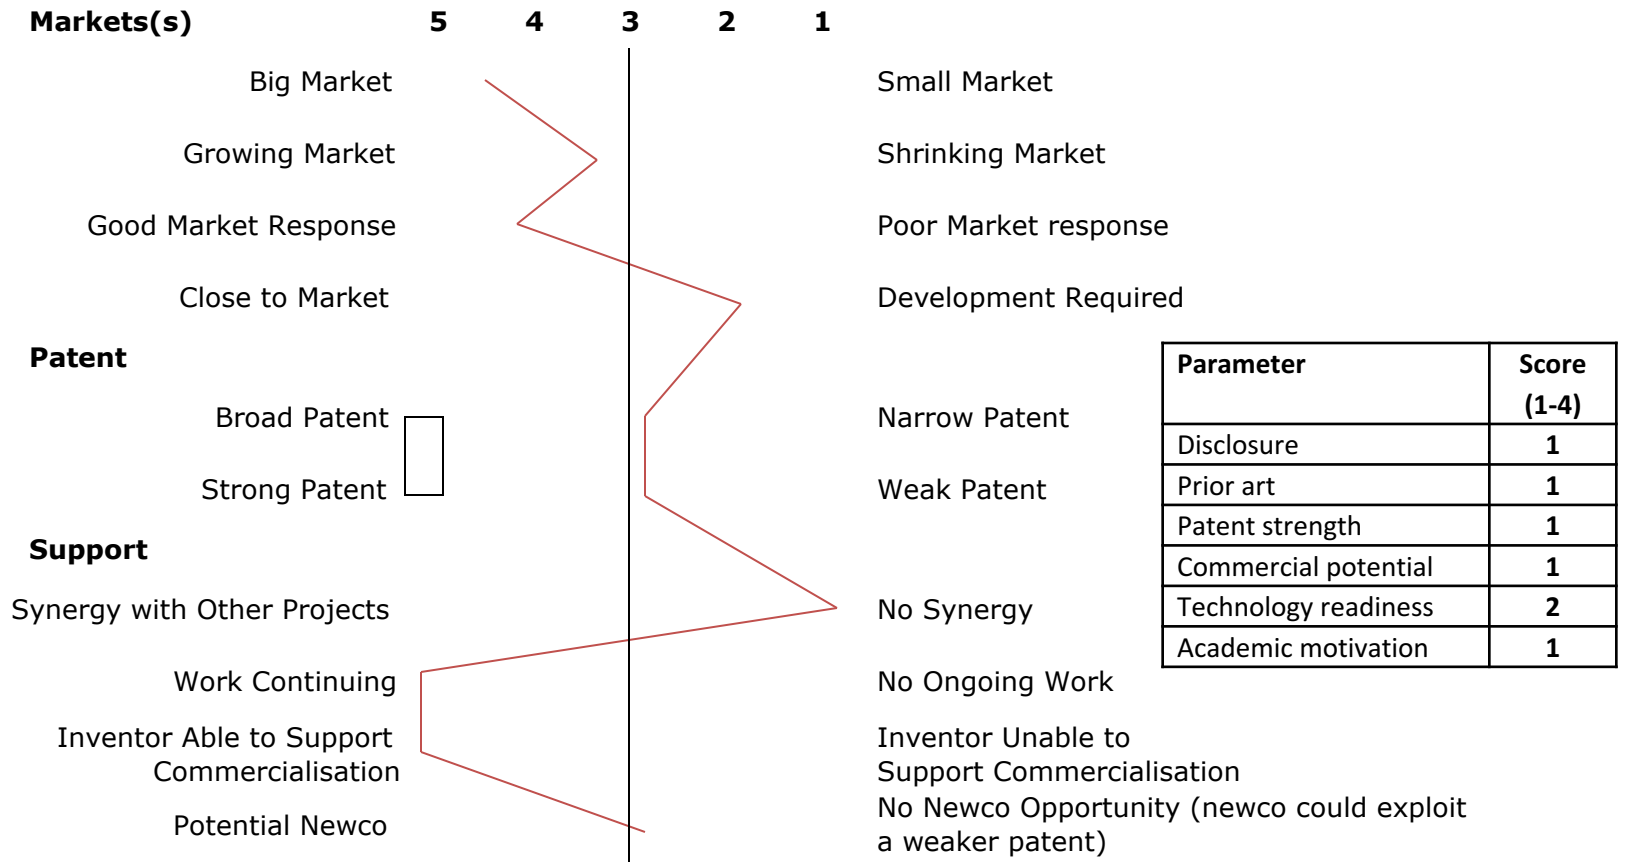 Markets(s) 5 4 3 2 1
Big Market Small Market
Growing Market Shrinking Market
Good Market Response Poor Market response
Close to Market Development Required
Patent
Broad Patent Narrow Patent
Strong Patent Weak Patent
Support
Synergy with Other Projects No Synergy
Work Continuing No Ongoing Work
Inventor Able to Support
Commercialisation
Inventor Unable to
Support Commercialisation
Potential Newco
No Newco Opportunity (newco could exploit
a weaker patent)
Parameter Score
(1-4)
Disclosure 1
Prior art 1
Patent strength 1
Commercial potential 1
Technology readiness 2
Academic motivation 1